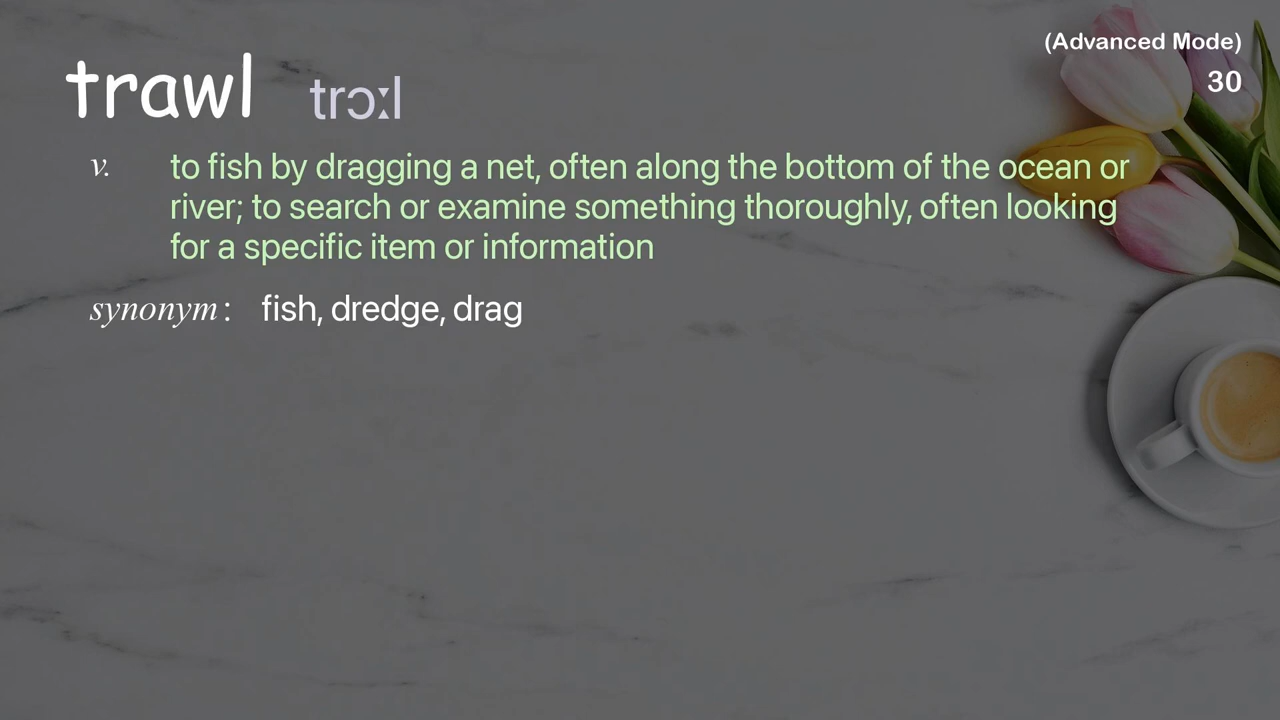 (Advanced Mode)
30
trawl trɔːl
v. to fish by dragging a net, often along the bottom of the ocean or
river; to search or examine something thoroughly, often looking
for a specific item or information
synonym: fish, dredge, drag